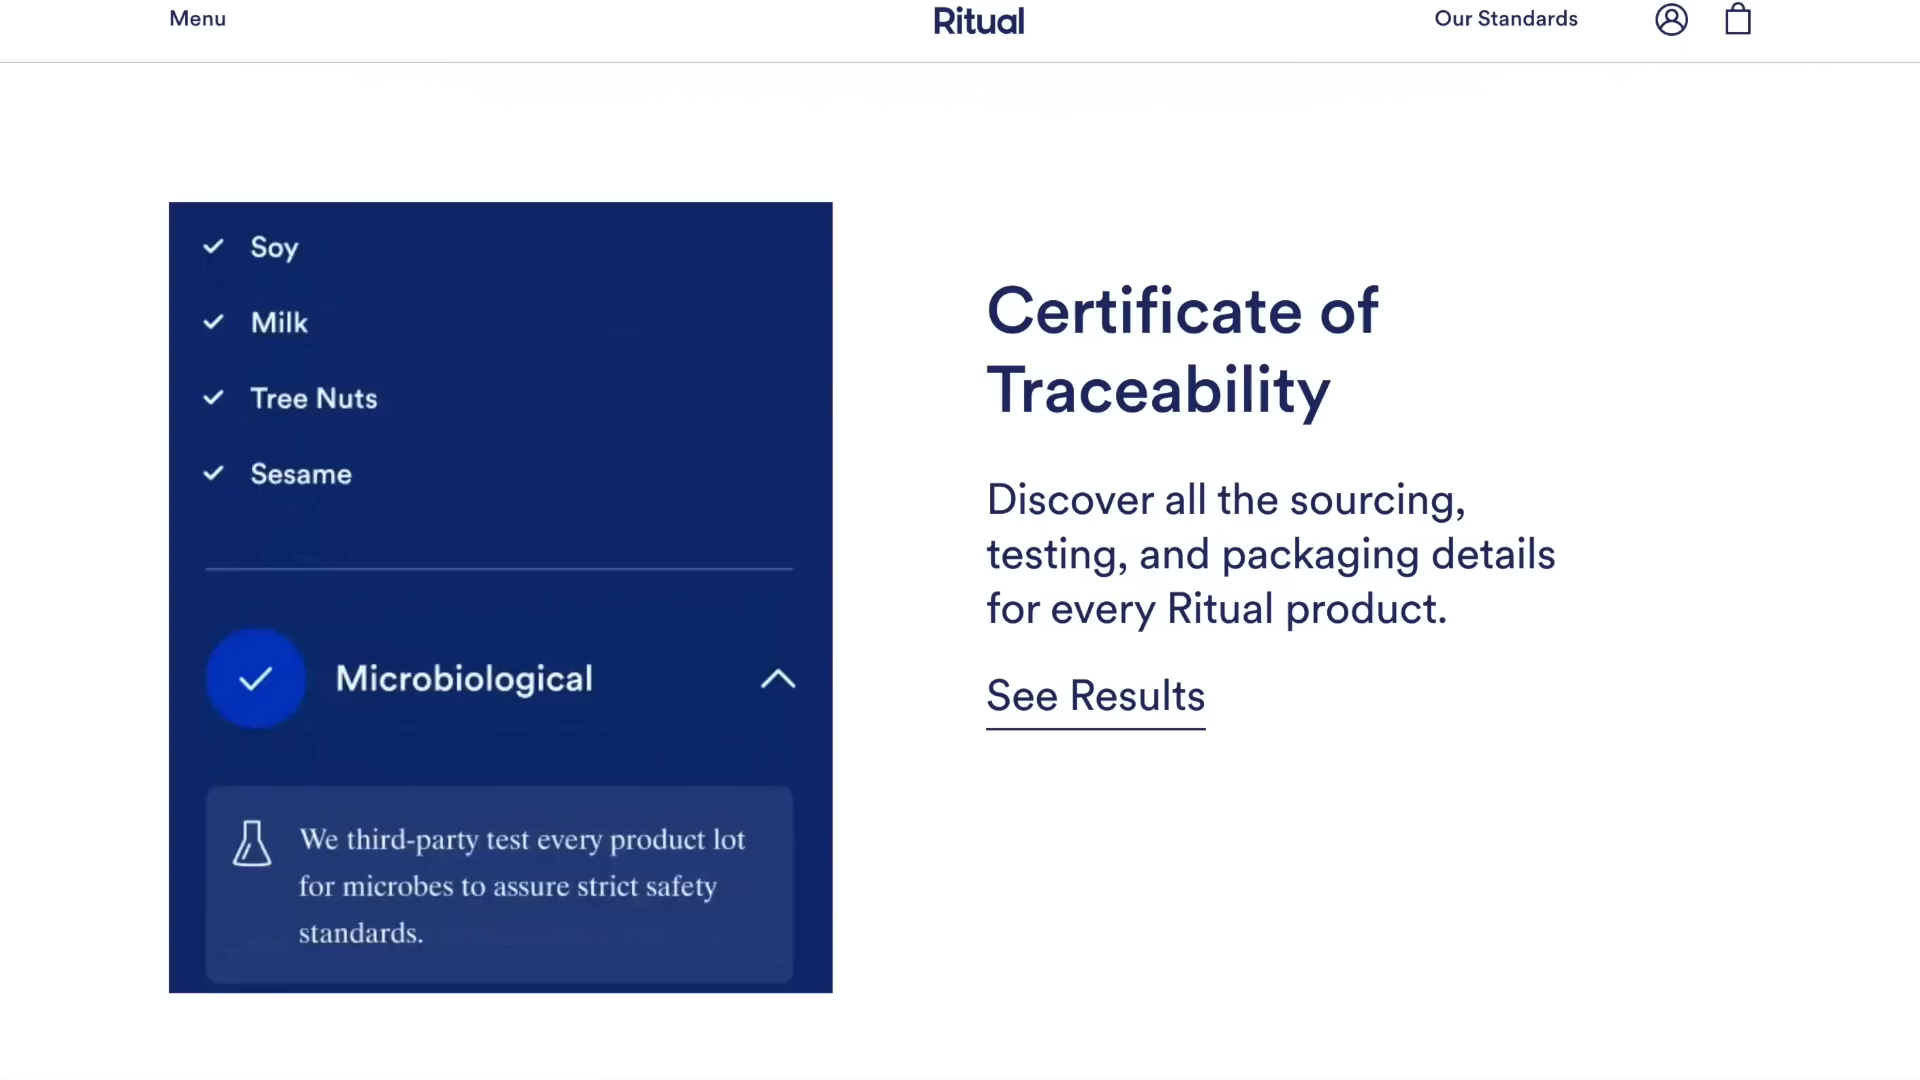 Menu
Ritual
Our Standards
Soy
Milk
Tree Nuts
Sesame
Microbiological
We third-party test every product lot
for microbes to assure strict safety
standards.
Certificate of
Traceability
Discover all the sourcing,
testing, and packaging details
for every Ritual product.
See Results